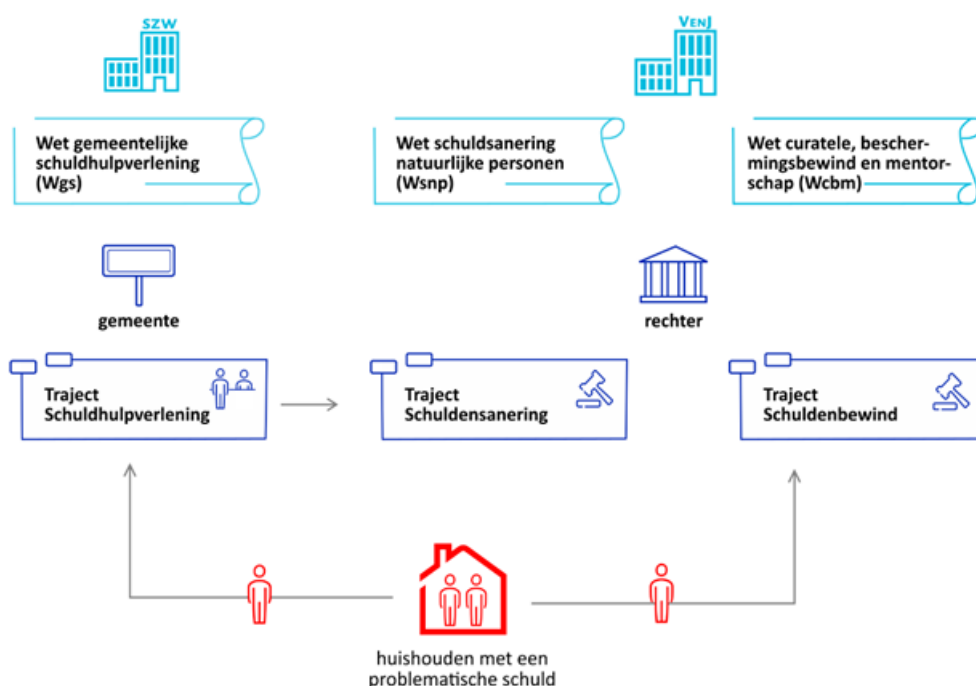 SZW
VENJ
Wet gemeentelijke
schuldhulpverlening
(Wgs)
Wet schuldsanering
natuurlijke personen
(Wsnp)
Wet curatele, bescher-
mingsbewind en mentor-
schap (Wcbm)
gemeente
rechter
Traject
Schuldhulpverlening
Traject
Schuldensanering
Traject
Schuldenbewind
huishouden met een
problematische schuld